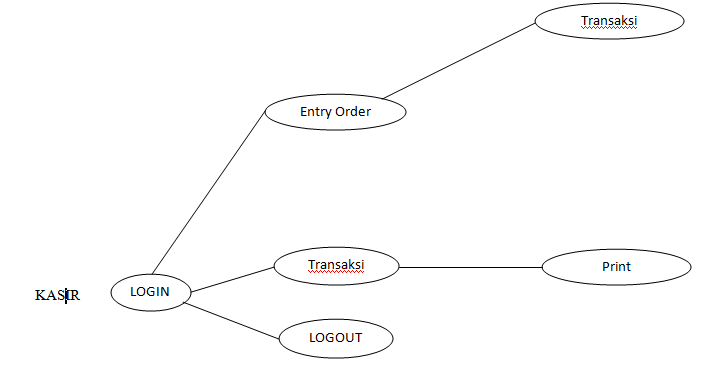 Transaksi
Entry Order
Transaksi
Print
KASIR
LOGIN
LOGOUT